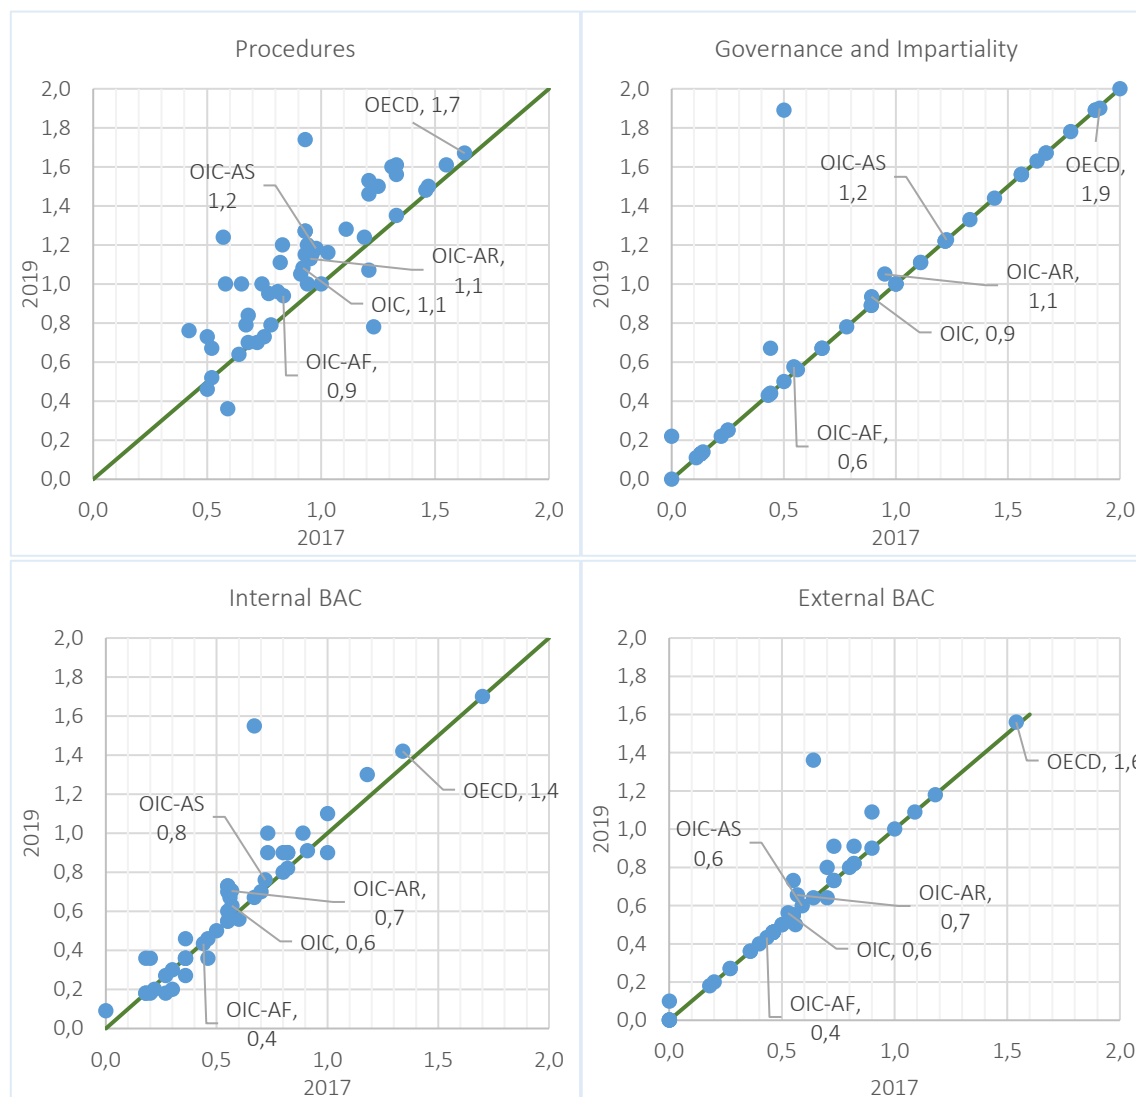 Procedures
2,0
1,8
1,6
1,4
1,2
1,0
0,8
0,6
0,4
0,2
0,0
2019
OECD, 1,7
OIC-AS
1,2
OIC-AR,
1,1
OIC, 1,1
OIC-AF,
0,9
0,0 0,5 1,0 1,5 2,0
2017
Governance and Impartiality
2,0
1,8
1,6
1,4
1,2
1,0
0,8
0,6
0,4
0,2
0,0
2019
OIC-AS
1,2
OECD,
1,9
OIC-AR,
1,1
OIC, 0,9
OIC-AF,
0,6
0,0 0,5 1,0 1,5 2,0
2017
Internal BAC
2,0
1,8
1,6
1,4
1,2
1,0
0,8
0,6
0,4
0,2
0,0
2019
OECD, 1,4
OIC-AS
0,8
OIC-AR,
0,7
OIC, 0,6
OIC-AF,
0,4
0,0 0,5 1,0 1,5 2,0
2017
External BAC
2,0
1,8
1,6
1,4
1,2
1,0
0,8
0,6
0,4
0,2
0,0
2019
OECD, 1,6
OIC-AS
0,6
OIC-AR,
0,7
OIC, 0,6
OIC-AF,
0,4
0,0 0,5 1,0 1,5 2,0
2017